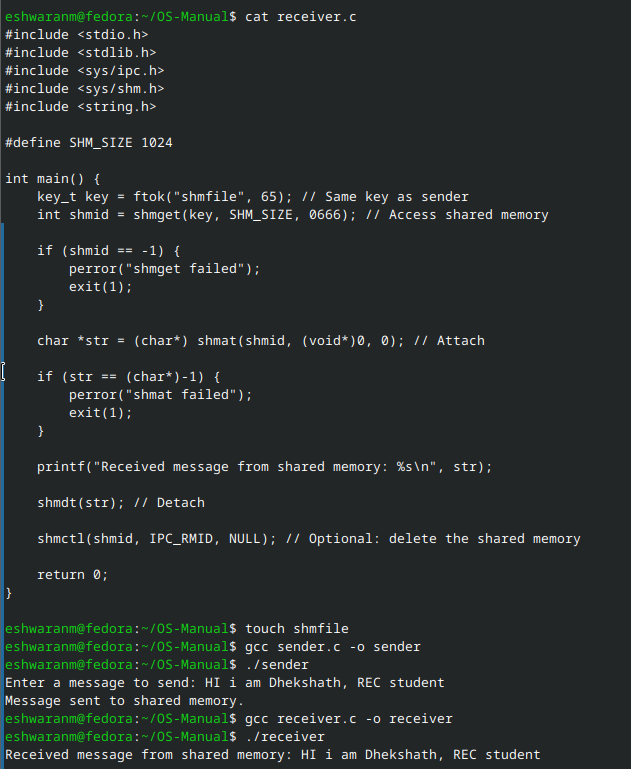 eshwaranm@fedora:~/OS-Manual$ cat receiver.c
#include <stdio.h>
#include <stdlib.h>
#include <sys/ipc.h>
#include <sys/shm.h>
#include <string.h>

#define SHM_SIZE 1024

int main() {
    key_t key = ftok("shmfile", 65); // Same key as sender
    int shmid = shmget(key, SHM_SIZE, 0666); // Access shared memory

    if (shmid == -1) {
        perror("shmget failed");
        exit(1);
    }

    char *str = (char*) shmat(shmid, (void*)0, 0); // Attach

    if (str == (char*)-1) {
        perror("shmat failed");
        exit(1);
    }

    printf("Received message from shared memory: %s\n", str);

    shmdt(str); // Detach

    shmctl(shmid, IPC_RMID, NULL); // Optional: delete the shared memory

    return 0;
}

eshwaranm@fedora:~/OS-Manual$ touch shmfile
eshwaranm@fedora:~/OS-Manual$ gcc sender.c -o sender
eshwaranm@fedora:~/OS-Manual$ ./sender
Enter a message to send: HI i am Dhekshath, REC student
Message sent to shared memory.
eshwaranm@fedora:~/OS-Manual$ gcc receiver.c -o receiver
eshwaranm@fedora:~/OS-Manual$ ./receiver
Received message from shared memory: HI i am Dhekshath, REC student